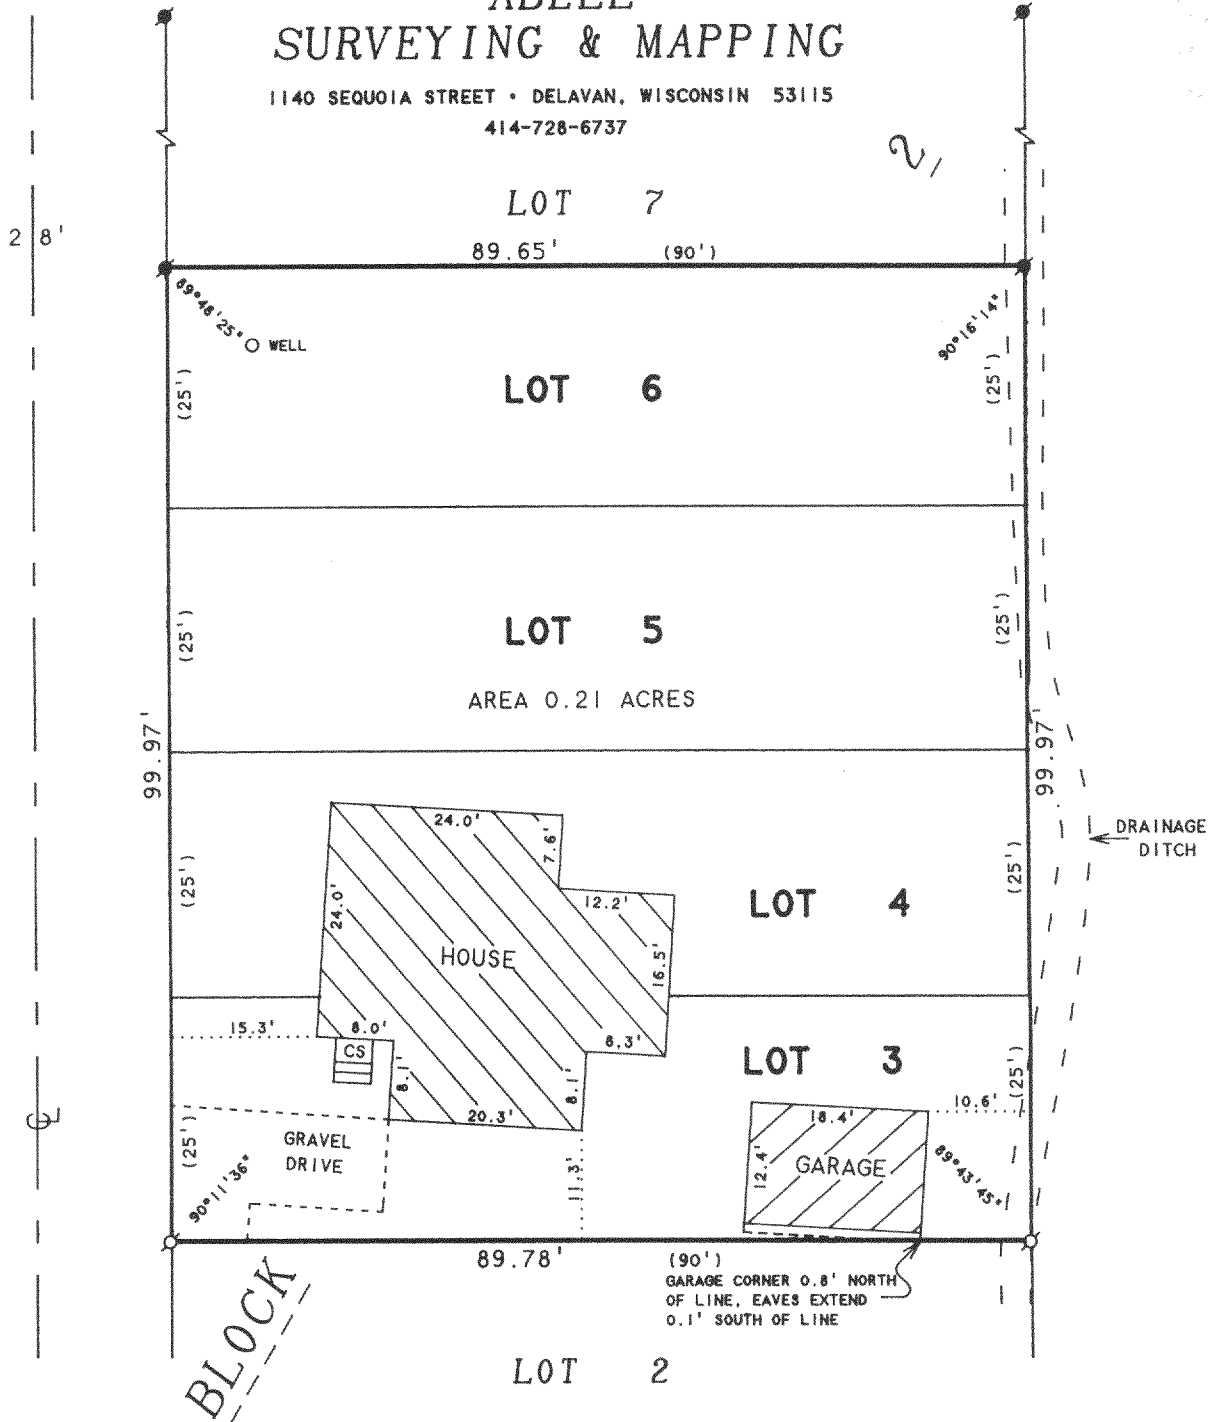 ABELL
SURVEYING & MAPPING
1140 SEQUOIA STREET • DELAVAN, WISCONSIN 53115
414-728-6737
21
LOT 7
28'
89.65' (90')
89°48'25"
WELL
90°16'14"
(25')
LOT 6
(25')
(25')
LOT 5
(25')
AREA 0.21 ACRES
99.97'
99.97'
DRAINAGE
DITCH
24.0'
7.6'
(25')
24.0'
12.2'
LOT 4
(25')
HOUSE
16.5'
15.3'
8.0'
8.3'
CS
LOT 3
(25')
8.1'
8.1'
20.3'
10.6'
18.4'
GRAVEL
DRIVE
(25')
90°11'36"
11.3'
12.4'
GARAGE
89°43'45"
℄
89.78' (90')
GARAGE CORNER 0.8' NORTH
OF LINE, EAVES EXTEND
0.1' SOUTH OF LINE
BLOCK
LOT 2